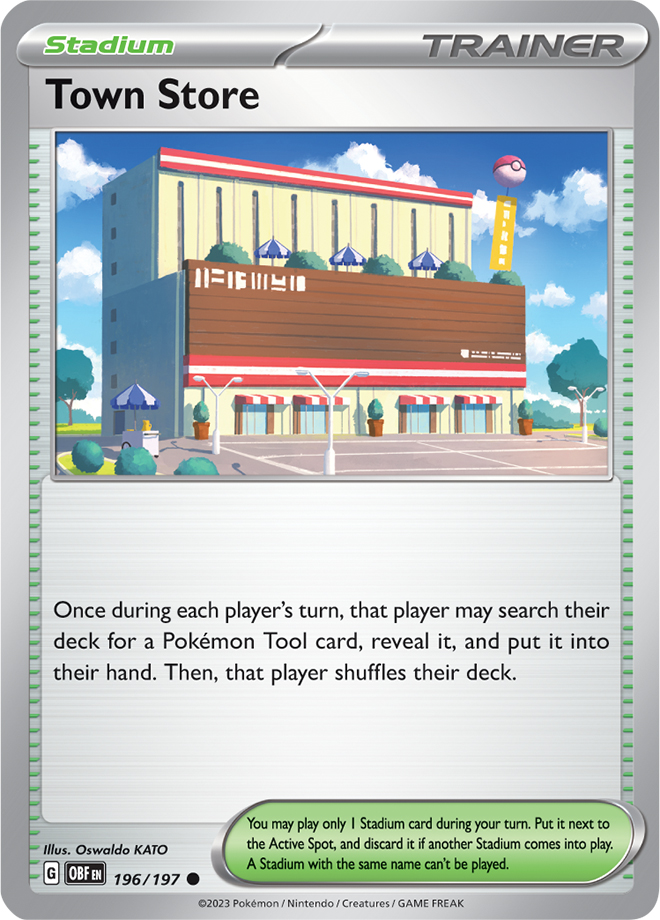 Stadium TRAINER
Town Store
Once during each player's turn, that player may search their
deck for a Pokémon Tool card, reveal it, and put it into
their hand. Then, that player shuffles their deck.
Illus. Oswaldo KATO
You may play only 1 Stadium card during your turn. Put it next to
the Active Spot, and discard it if another Stadium comes into play.
A Stadium with the same name can't be played.
G OBF EN 196/197
©2023 Pokémon / Nintendo / Creatures / GAME FREAK